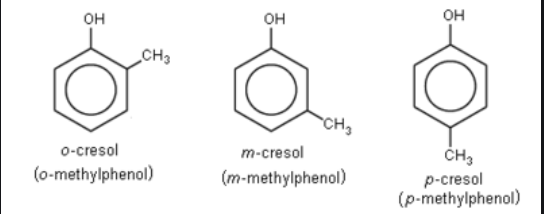 OH
CH₃
o-cresol
(o-methylphenol)
OH
CH₃
m-cresol
(m-methylphenol)
OH
CH₃
p-cresol
(p-methylphenol)